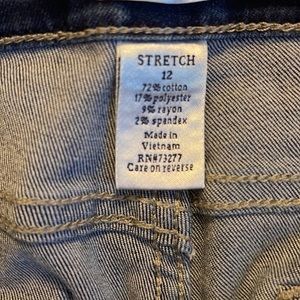 STRETCH
12
72% cotton
17% polyester
9% rayon
2% spandex
Made in
Vietnam
RN#73277
Care on reverse